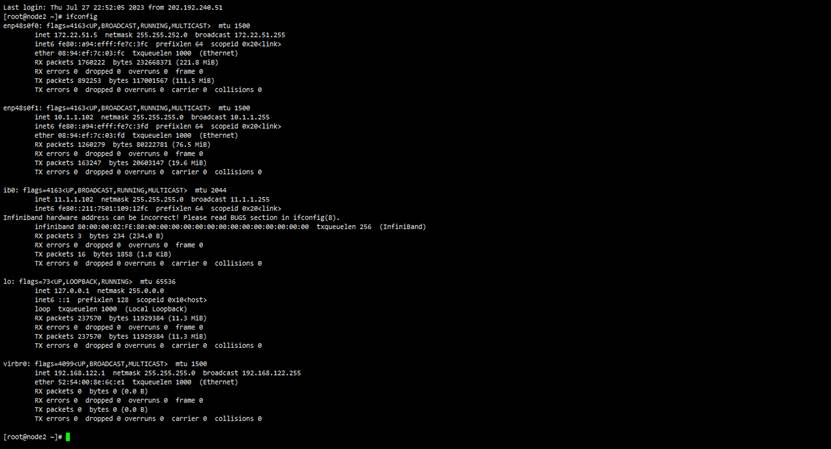 Last login: Thu Jul 27 22:52:05 2023 from 202.192.240.51
[root@node2 ~]# ifconfig
enp48s0f0: flags=4163<UP,BROADCAST,RUNNING,MULTICAST>  mtu 1500
        inet 172.22.51.5  netmask 255.255.252.0  broadcast 172.22.51.255
        inet6 fe80::a94:efff:fe7c:3fc  prefixlen 64  scopeid 0x20<link>
        ether 08:94:ef:7c:03:fc  txqueuelen 1000  (Ethernet)
        RX packets 1760222  bytes 232668371 (221.8 MiB)
        RX errors 0  dropped 0  overruns 0  frame 0
        TX packets 892253  bytes 117001567 (111.5 MiB)
        TX errors 0  dropped 0 overruns 0  carrier 0  collisions 0

enp48s0f1: flags=4163<UP,BROADCAST,RUNNING,MULTICAST>  mtu 1500
        inet 10.1.1.102  netmask 255.255.255.0  broadcast 10.1.1.255
        inet6 fe80::a94:efff:fe7c:3fd  prefixlen 64  scopeid 0x20<link>
        ether 08:94:ef:7c:03:fd  txqueuelen 1000  (Ethernet)
        RX packets 1260279  bytes 80222781 (76.5 MiB)
        RX errors 0  dropped 0  overruns 0  frame 0
        TX packets 163247  bytes 20603147 (19.6 MiB)
        TX errors 0  dropped 0 overruns 0  carrier 0  collisions 0

ib0: flags=4163<UP,BROADCAST,RUNNING,MULTICAST>  mtu 2044
        inet 11.1.1.102  netmask 255.255.255.0  broadcast 11.1.1.255
        inet6 fe80::211:7501:109:12fc  prefixlen 64  scopeid 0x20<link>
Infiniband hardware address can be incorrect! Please read BUGS section in ifconfig(8).
        infiniband 80:00:00:02:FE:80:00:00:00:00:00:00:00:00:00:00:00:00:00:00  txqueuelen 256  (InfiniBand)
        RX packets 3  bytes 234 (234.0 B)
        RX errors 0  dropped 0  overruns 0  frame 0
        TX packets 16  bytes 1858 (1.8 KiB)
        TX errors 0  dropped 0 overruns 0  carrier 0  collisions 0

lo: flags=73<UP,LOOPBACK,RUNNING>  mtu 65536
        inet 127.0.0.1  netmask 255.0.0.0
        inet6 ::1  prefixlen 128  scopeid 0x10<host>
        loop  txqueuelen 1000  (Local Loopback)
        RX packets 237570  bytes 11929384 (11.3 MiB)
        RX errors 0  dropped 0  overruns 0  frame 0
        TX packets 237570  bytes 11929384 (11.3 MiB)
        TX errors 0  dropped 0 overruns 0  carrier 0  collisions 0

virbr0: flags=4099<UP,BROADCAST,MULTICAST>  mtu 1500
        inet 192.168.122.1  netmask 255.255.255.0  broadcast 192.168.122.255
        ether 52:54:00:8e:6c:e1  txqueuelen 1000  (Ethernet)
        RX packets 0  bytes 0 (0.0 B)
        RX errors 0  dropped 0  overruns 0  frame 0
        TX packets 0  bytes 0 (0.0 B)
        TX errors 0  dropped 0 overruns 0  carrier 0  collisions 0

[root@node2 ~]#